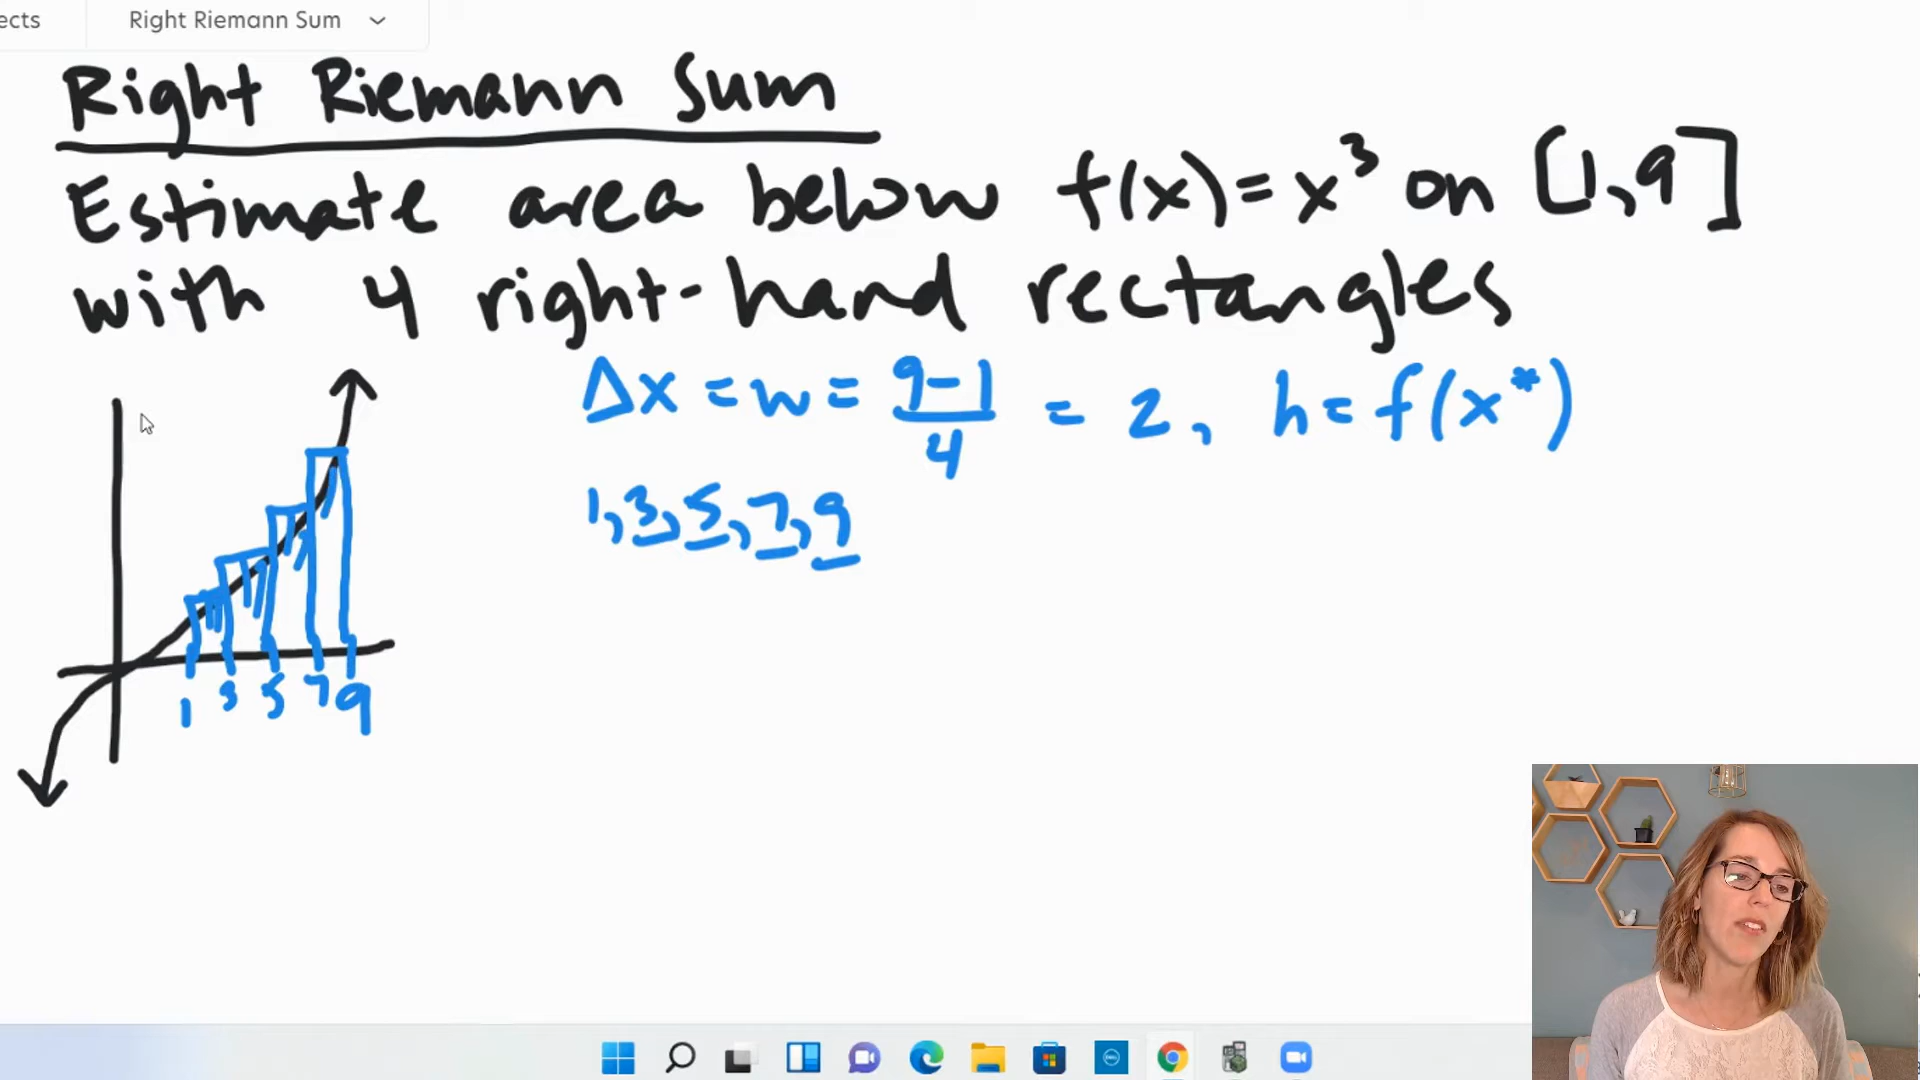 ects Right Riemann Sum
Right Riemann Sum
Estimate area below f(x)=x³ on [1,9]
with 4 right-hand rectangles
Δx = w = (9-1)/4 = 2, h = f(x*)
1,3,5,7,9
1 3 5 7 9